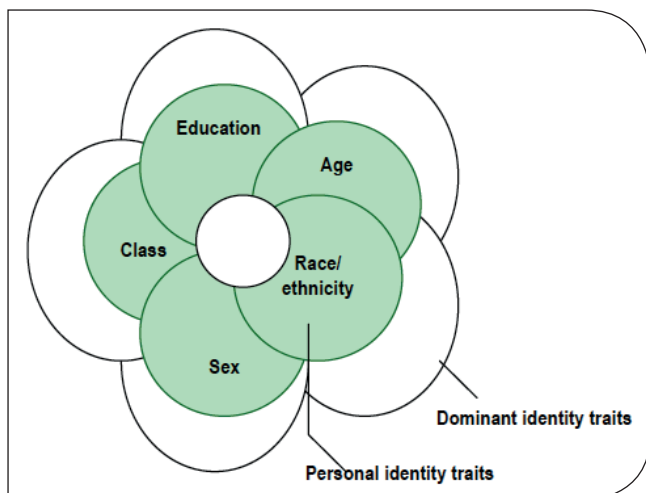 Education
Age
Class
Race/
ethnicity
Sex
Dominant identity traits
Personal identity traits